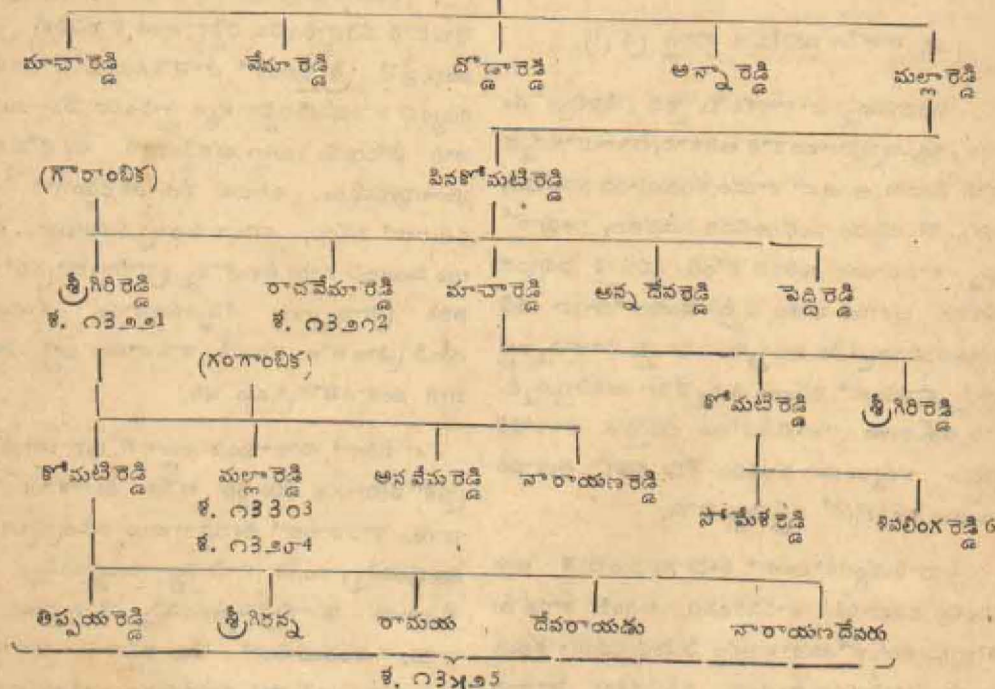 మాచారెడ్డి వేమారెడ్డి దొడ్డారెడ్డి అన్నారెడ్డి మల్లారెడ్డి
(గౌరాంబిక) పినకోమటిరెడ్డి
శ్రీగిరిరెడ్డి రాచవేమారెడ్డి మాచారెడ్డి అన్నదేవరెడ్డి పెద్దిరెడ్డి
శ. ౧౩౨౨1 శ. ౧౩౨౧2
(గంగాంబిక) కోమటిరెడ్డి శ్రీగిరిరెడ్డి
కోమటిరెడ్డి మల్లారెడ్డి అనవేమరెడ్డి నారాయణరెడ్డి
శ. ౧౩౩౦3 సోమేశరెడ్డి శివలింగరెడ్డి6
శ. ౧౩౨౦4
తిప్పయరెడ్డి శ్రీగిరన్న రామయ దేవరాయడు నారాయణదేవరు